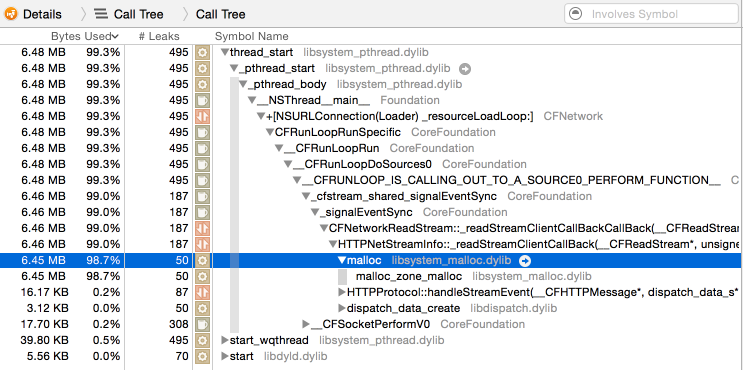 Details Call Tree Call Tree Involves Symbol
Bytes Used # Leaks Symbol Name
6.48 MB 99.3% 495 thread_start libsystem_pthread.dylib
6.48 MB 99.3% 495 _pthread_start libsystem_pthread.dylib
6.48 MB 99.3% 495 _pthread_body libsystem_pthread.dylib
6.48 MB 99.3% 495 __NSThread__main__ Foundation
6.48 MB 99.3% 495 +[NSURLConnection(Loader) _resourceLoadLoop:] CFNetwork
6.48 MB 99.3% 495 CFRunLoopRunSpecific CoreFoundation
6.48 MB 99.3% 495 __CFRunLoopRun CoreFoundation
6.48 MB 99.3% 495 __CFRunLoopDoSources0 CoreFoundation
6.48 MB 99.3% 495 __CFRUNLOOP_IS_CALLING_OUT_TO_A_SOURCE0_PERFORM_FUNCTION__ CoreFoundation
6.46 MB 99.0% 187 _cfstream_shared_signalEventSync CoreFoundation
6.46 MB 99.0% 187 _signalEventSync CoreFoundation
6.46 MB 99.0% 187 CFNetworkReadStream::_readStreamClientCallBackCallBack(__CFReadStrean
6.46 MB 99.0% 187 HTTPNetStreamInfo::_readStreamClientCallBack(__CFReadStream*, unsigne
6.45 MB 98.7% 50 malloc libsystem_malloc.dylib
6.45 MB 98.7% 50 malloc_zone_malloc libsystem_malloc.dylib
16.17 KB 0.2% 87 HTTPProtocol::handleStreamEvent(__CFHTTPMessage*, dispatch_data_s*
3.12 KB 0.0% 50 dispatch_data_create libdispatch.dylib
17.70 KB 0.2% 308 __CFSocketPerformV0 CoreFoundation
39.80 KB 0.5% 495 start_wqthread libsystem_pthread.dylib
5.56 KB 0.0% 70 start libdyld.dylib